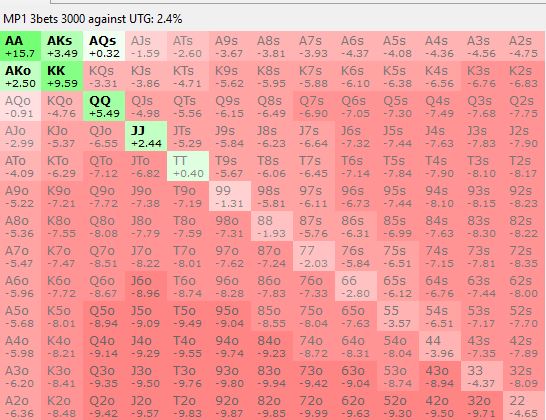 MP1 3bets 3000 against UTG: 2.4%
AA AKs AQs AJs ATs A9s A8s A7s A6s A5s A4s A3s A2s
+15.7 +3.49 +0.32 -1.59 -2.60 -3.67 -3.81 -3.93 -4.37 -4.08 -4.36 -4.56 -4.75
AKo KK KQs KJs KTs K9s K8s K7s K6s K5s K4s K3s K2s
+2.50 +9.59 -3.31 -3.86 -4.71 -5.62 -5.95 -5.88 -6.10 -6.38 -6.56 -6.76 -6.83
AQo KQo QQ QJs QTs Q9s Q8s Q7s Q6s Q5s Q4s Q3s Q2s
-0.91 -4.76 +5.49 -4.98 -5.56 -6.15 -6.49 -6.90 -7.05 -7.30 -7.49 -7.68 -7.75
AJo KJo QJo JJ JTs J9s J8s J7s J6s J5s J4s J3s J2s
-2.99 -5.37 -6.55 +2.44 -5.29 -5.84 -6.23 -6.64 -7.32 -7.44 -7.63 -7.83 -7.90
ATo KTo QTo JTo TT T9s T8s T7s T6s T5s T4s T3s T2s
-4.09 -6.29 -7.12 -6.82 +0.40 -5.67 -6.06 -6.45 -7.14 -7.84 -7.90 -8.10 -8.17
A9o K9o Q9o J9o T9o 99 98s 97s 96s 95s 94s 93s 92s
-5.21 -7.21 -7.72 -7.38 -7.19 -1.31 -5.81 -6.11 -6.73 -7.44 -8.10 -8.15 -8.23
A8o K8o Q8o J8o T8o 98o 88 87s 86s 85s 84s 83s 82s
-5.36 -7.55 -8.08 -7.79 -7.59 -7.31 -1.93 -5.76 -6.31 -6.99 -7.63 -8.30 -8.22
A7o K7o Q7o J7o T7o 97o 87o 77 76s 75s 74s 73s 72s
-5.47 -7.47 -8.51 -8.22 -8.01 -7.62 -7.24 -2.03 -5.84 -6.51 -7.15 -7.81 -8.35
A6o K6o Q6o J6o T6o 96o 86o 76o 66 65s 64s 63s 62s
-5.96 -7.72 -8.67 -8.96 -8.74 -8.28 -7.83 -7.33 -2.80 -6.12 -6.76 -7.44 -8.00
A5o K5o Q5o J5o T5o 95o 85o 75o 65o 55 54s 53s 52s
-5.68 -8.01 -8.94 -9.09 -9.49 -9.04 -8.55 -8.04 -7.63 -3.57 -6.51 -7.17 -7.70
A4o K4o Q4o J4o T4o 94o 84o 74o 64o 54o 44 43s 42s
-5.98 -8.21 -9.14 -9.29 -9.55 -9.74 -9.23 -8.72 -8.31 -8.04 -3.96 -7.35 -7.89
A3o K3o Q3o J3o T3o 93o 83o 73o 63o 53o 43o 33 32s
-6.20 -8.41 -9.35 -9.50 -9.76 -9.80 -9.94 -9.42 -9.04 -8.74 -8.94 -4.37 -8.09
A2o K2o Q2o J2o T2o 92o 82o 72o 62o 52o 42o 32o 22
-6.36 -8.48 -9.42 -9.57 -9.83 -9.87 -9.85 -9.99 -9.63 -9.30 -9.50 -9.71 -4.65